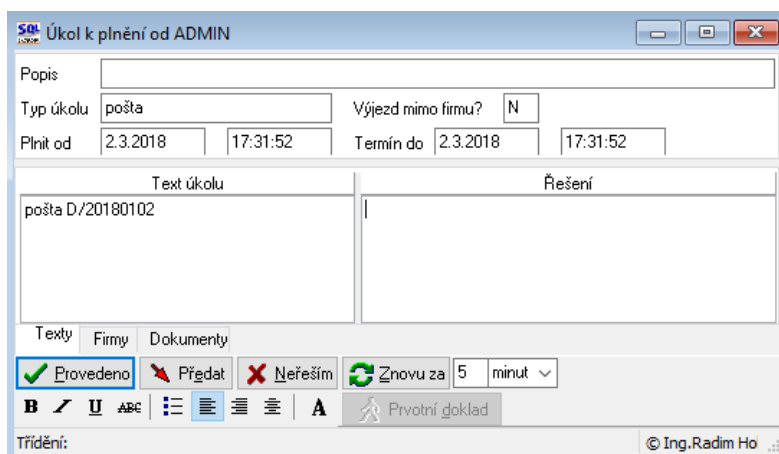 SQL Úkol k plnění od ADMIN
Popis
Typ úkolu pošta Výjezd mimo firmu? N
Plnit od 2.3.2018 17:31:52 Termín do 2.3.2018 17:31:52
Text úkolu Řešení
pošta D/20180102
Texty Firmy Dokumenty
Provedeno Předat Neřeším Znovu za 5 minut
B I U ABC A Prvotní doklad
Třídění: © Ing.Radim Ho